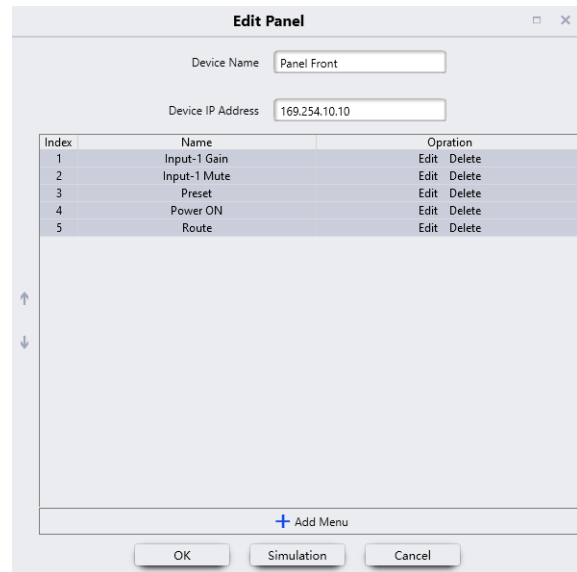 Edit Panel
Device Name Panel Front
Device IP Address 169.254.10.10
Index Name Opration
1 Input-1 Gain Edit Delete
2 Input-1 Mute Edit Delete
3 Preset Edit Delete
4 Power ON Edit Delete
5 Route Edit Delete
Add Menu
OK Simulation Cancel